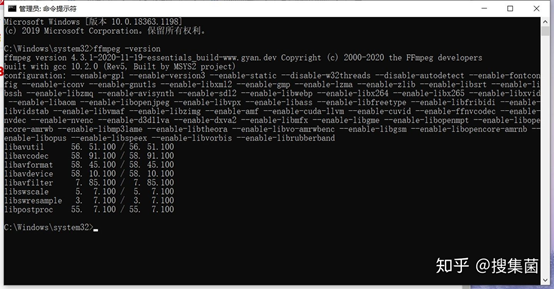 管理员: 命令提示符
Microsoft Windows [版本 10.0.18363.1198]
(c) 2019 Microsoft Corporation。保留所有权利。
C:\Windows\system32>ffmpeg -version
ffmpeg version 4.3.1-2020-11-19-essentials_build-www.gyan.dev Copyright (c) 2000-2020 the FFmpeg developers
built with gcc 10.2.0 (Rev5, Built by MSYS2 project)
configuration: --enable-gpl --enable-version3 --enable-static --disable-w32threads --disable-autodetect --enable-fontcon
fig --enable-iconv --enable-gnutls --enable-libxml2 --enable-gmp --enable-lzma --enable-zlib --enable-libsrt --enable-li
bssh --enable-libzmq --enable-avisynth --enable-sdl2 --enable-libwebp --enable-libx264 --enable-libx265 --enable-libxvid
--enable-libaom --enable-libopenjpeg --enable-libvpx --enable-libass --enable-libfreetype --enable-libfribidi --enable-
libvidstab --enable-libvmaf --enable-libzimg --enable-amf --enable-cuda-llvm --enable-cuvid --enable-ffnvcodec --enable-
nvdec --enable-nvenc --enable-d3d11va --enable-dxva2 --enable-libmfx --enable-libgme --enable-libopenmpt --enable-libope
ncore-amrwb --enable-libmp3lame --enable-libtheora --enable-libvo-amrwbenc --enable-libgsm --enable-libopencore-amrnb --
enable-libopus --enable-libspeex --enable-libvorbis --enable-librubberband
libavutil 56. 51.100 / 56. 51.100
libavcodec 58. 91.100 / 58. 91.100
libavformat 58. 45.100 / 58. 45.100
libavdevice 58. 10.100 / 58. 10.100
libavfilter 7. 85.100 / 7. 85.100
libswscale 5. 7.100 / 5. 7.100
libswresample 3. 7.100 / 3. 7.100
libpostproc 55. 7.100 / 55. 7.100
C:\Windows\system32>
知乎 @搜集菌